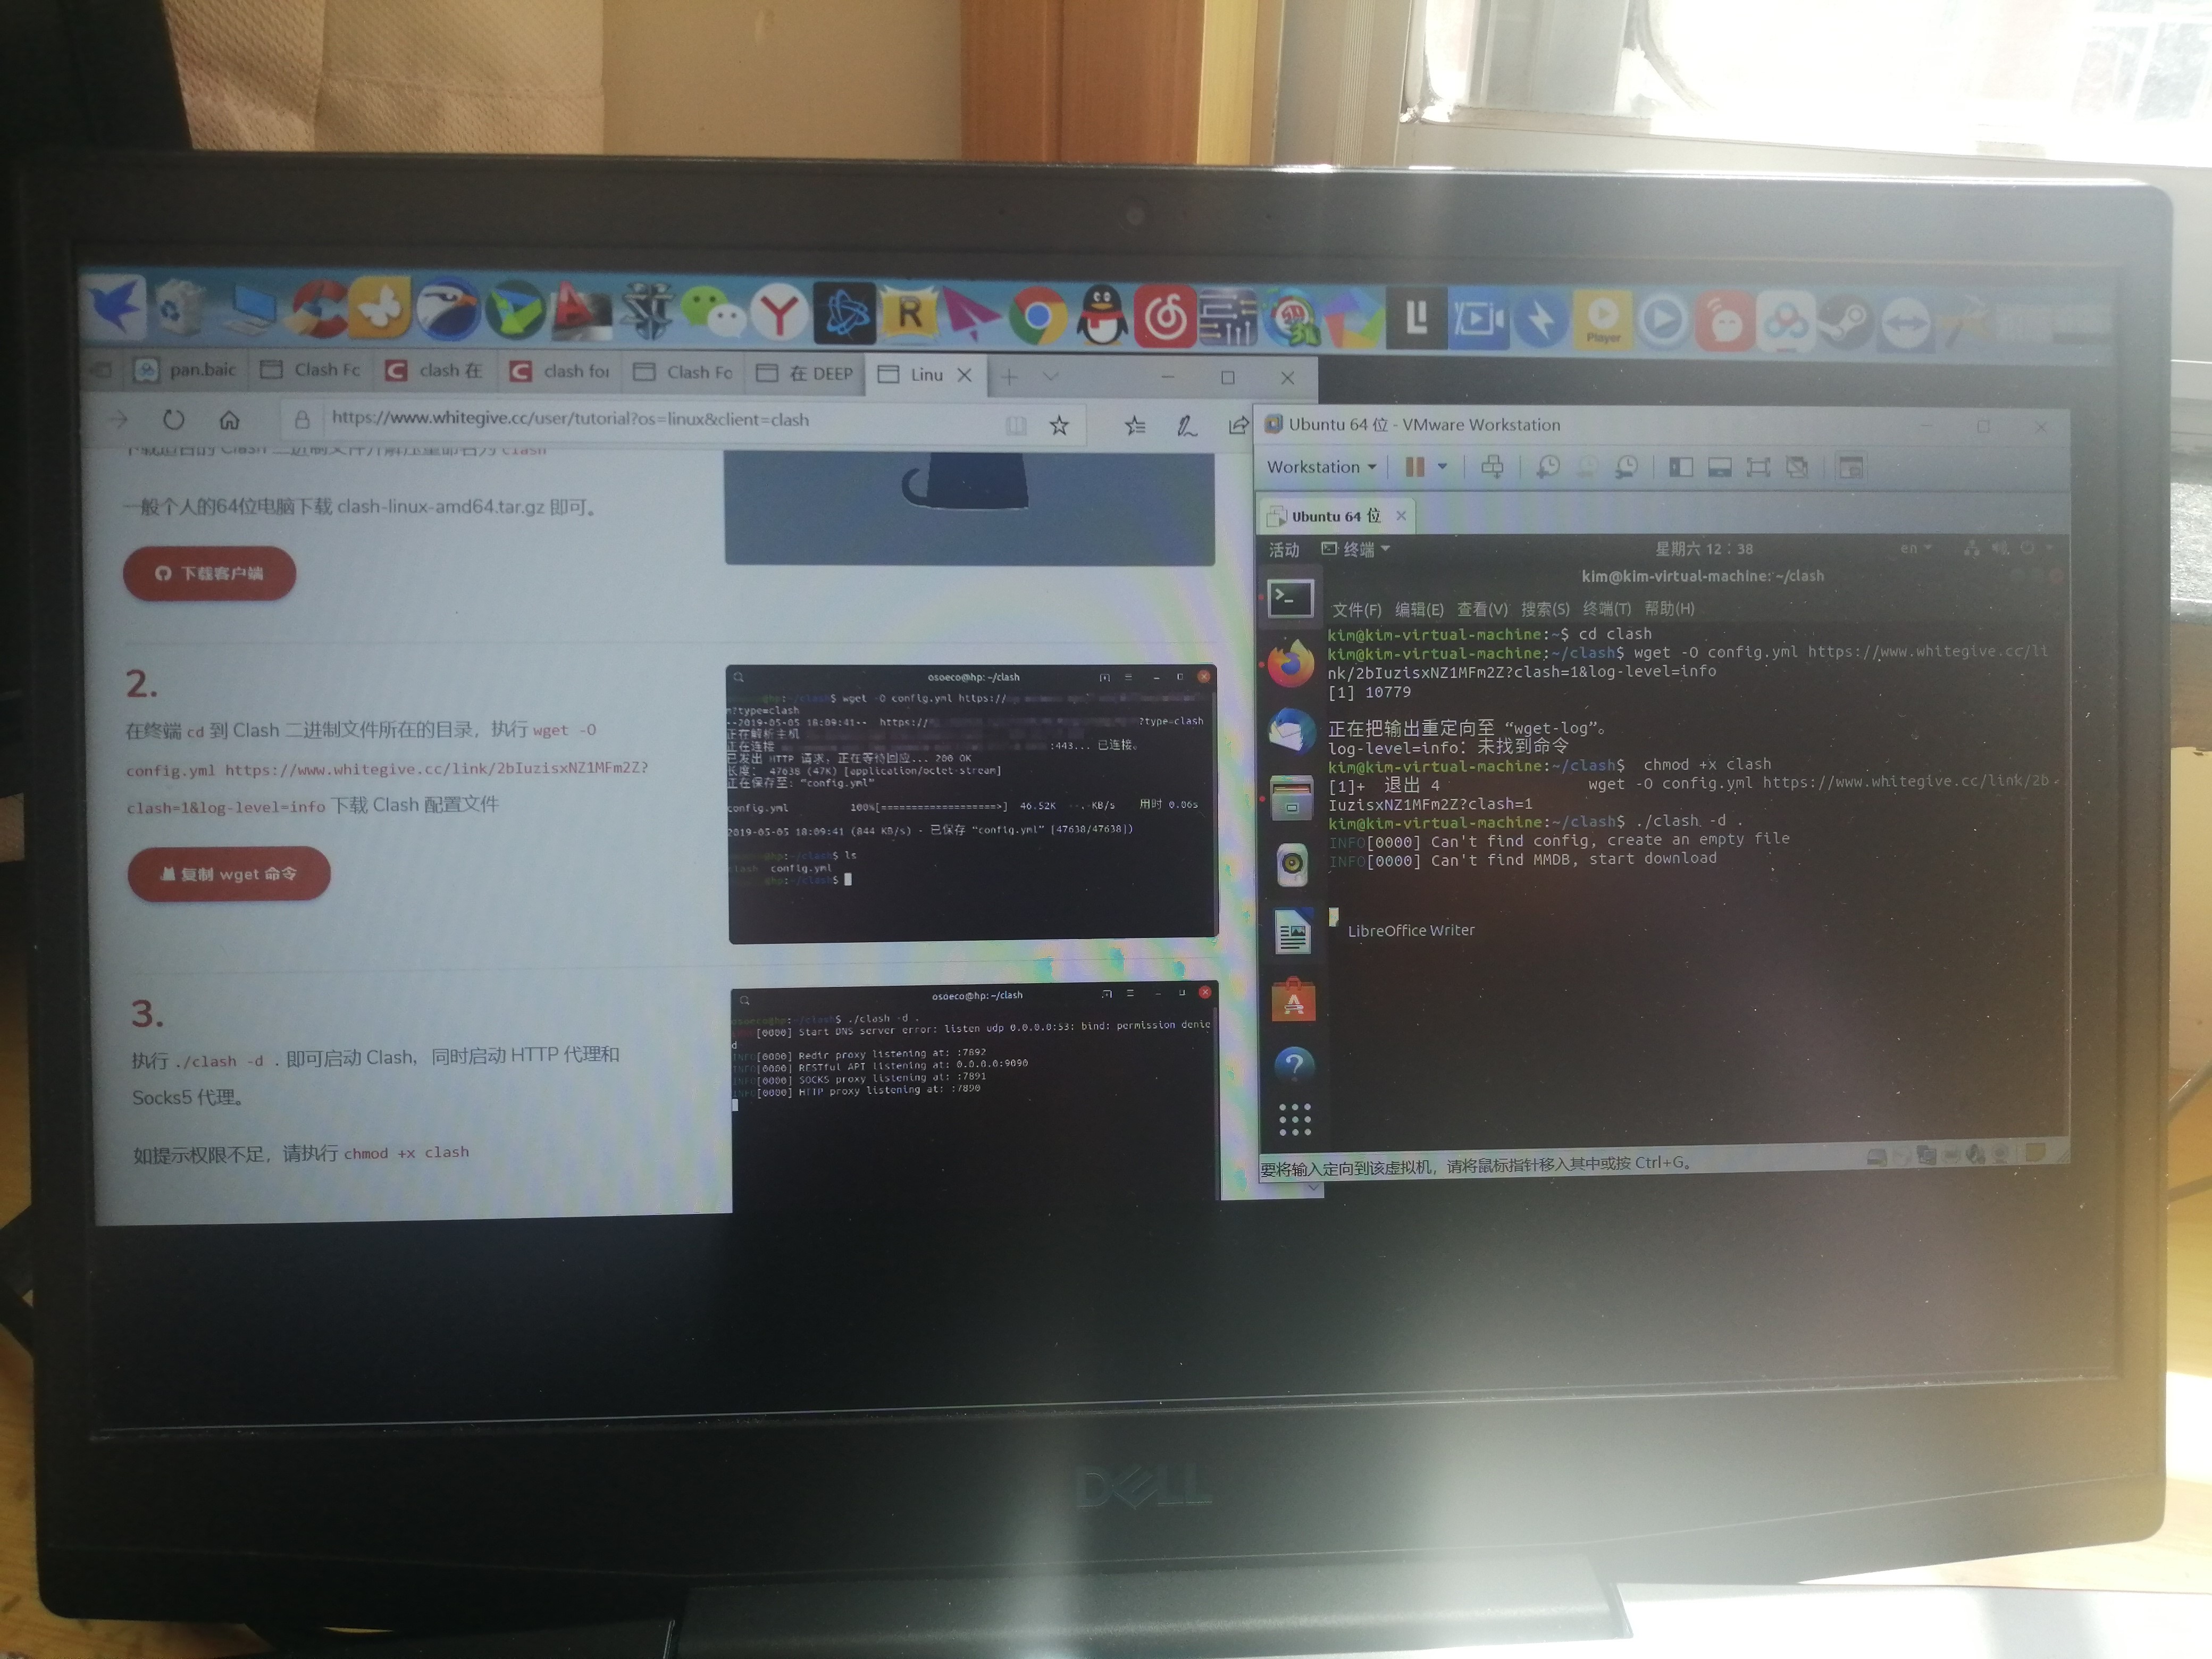 Player
pan.baic
Clash Fc
clash 在
clash for
Clash Fc
在 DEEP
Linu
https://www.whitegive.cc/user/tutorial?os=linux&client=clash
一般个人的64位电脑下载 clash-linux-amd64.tar.gz 即可。
下载客户端
2.
在终端 cd 到 Clash 二进制文件所在的目录，执行 wget -O
config.yml https://www.whitegive.cc/link/2bIuzisxNZ1MFm2Z?
clash=1&log-level=info 下载 Clash 配置文件
复制 wget 命令
osoeco@hp: ~/clash
@hp:~/clash$ wget -O config.yml https://
?type=clash
--2019-05-05 18:09:41-- https:// ?type=clash
正在解析主机
正在连接 :443... 已连接。
已发出 HTTP 请求，正在等待回应... 200 OK
长度： 47638 (47K) [application/octet-stream]
正在保存至: “config.yml”
config.yml 100%[===================>] 46.52K --.-KB/s 用时 0.06s
2019-05-05 18:09:41 (844 KB/s) - 已保存 “config.yml” [47638/47638])
@hp:~/clash$ ls
clash config.yml
@hp:~/clash$
3.
执行 ./clash -d . 即可启动 Clash，同时启动 HTTP 代理和
Socks5 代理。
如提示权限不足，请执行 chmod +x clash
osoeco@hp: ~/clash
osoeco@hp:~/clash$ ./clash -d .
[0000] Start DNS server error: listen udp 0.0.0.0:53: bind: permission denie
d
INFO[0000] Redir proxy listening at: :7892
INFO[0000] RESTful API listening at: 0.0.0.0:9090
INFO[0000] SOCKS proxy listening at: :7891
INFO[0000] HTTP proxy listening at: :7890
Ubuntu 64 位 - VMware Workstation
Workstation
Ubuntu 64 位
活动
终端
星期六 12：38
en
kim@kim-virtual-machine: ~/clash
文件(F) 编辑(E) 查看(V) 搜索(S) 终端(T) 帮助(H)
kim@kim-virtual-machine:~$ cd clash
kim@kim-virtual-machine:~/clash$ wget -O config.yml https://www.whitegive.cc/li
nk/2bIuzisxNZ1MFm2Z?clash=1&log-level=info
[1] 10779
正在把输出重定向至 “wget-log”。
log-level=info：未找到命令
kim@kim-virtual-machine:~/clash$ chmod +x clash
[1]+ 退出 4 wget -O config.yml https://www.whitegive.cc/link/2b
IuzisxNZ1MFm2Z?clash=1
kim@kim-virtual-machine:~/clash$ ./clash -d .
INFO[0000] Can't find config, create an empty file
INFO[0000] Can't find MMDB, start download
LibreOffice Writer
要将输入定向到该虚拟机，请将鼠标指针移入其中或按 Ctrl+G。
DELL